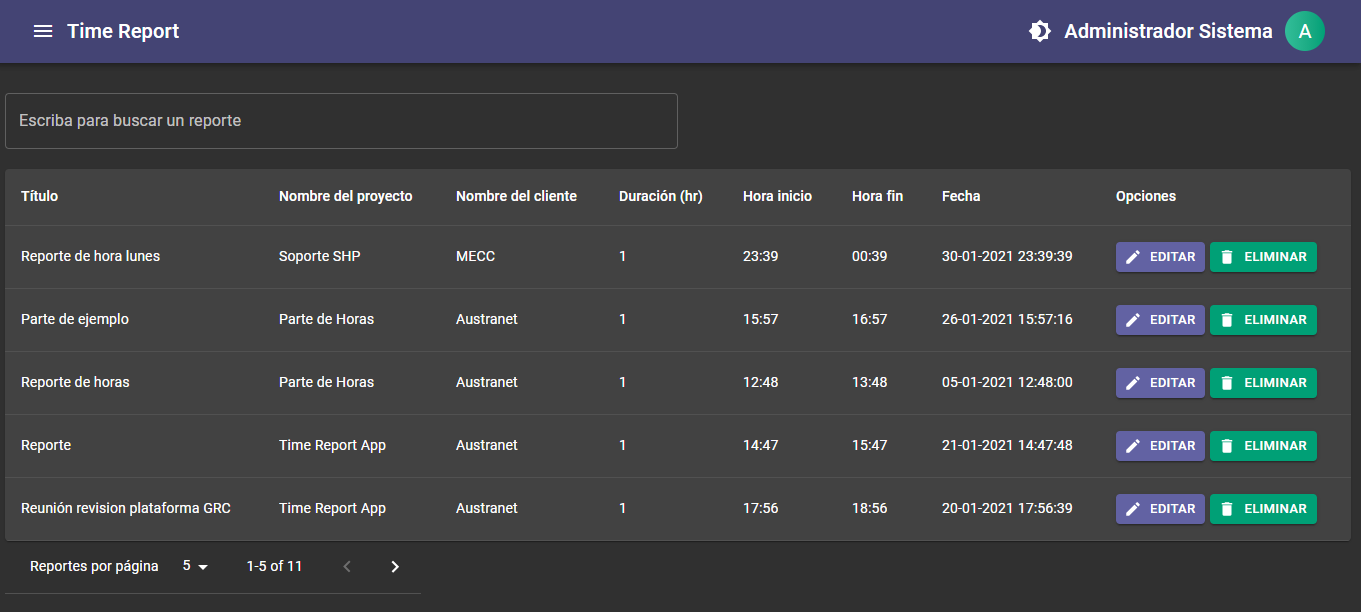 Time Report
Administrador Sistema A
Escriba para buscar un reporte
Título Nombre del proyecto Nombre del cliente Duración (hr) Hora inicio Hora fin Fecha Opciones
Reporte de hora lunes Soporte SHP MECC 1 23:39 00:39 30-01-2021 23:39:39 EDITAR ELIMINAR
Parte de ejemplo Parte de Horas Austranet 1 15:57 16:57 26-01-2021 15:57:16 EDITAR ELIMINAR
Reporte de horas Parte de Horas Austranet 1 12:48 13:48 05-01-2021 12:48:00 EDITAR ELIMINAR
Reporte Time Report App Austranet 1 14:47 15:47 21-01-2021 14:47:48 EDITAR ELIMINAR
Reunión revision plataforma GRC Time Report App Austranet 1 17:56 18:56 20-01-2021 17:56:39 EDITAR ELIMINAR
Reportes por página 5 1-5 of 11